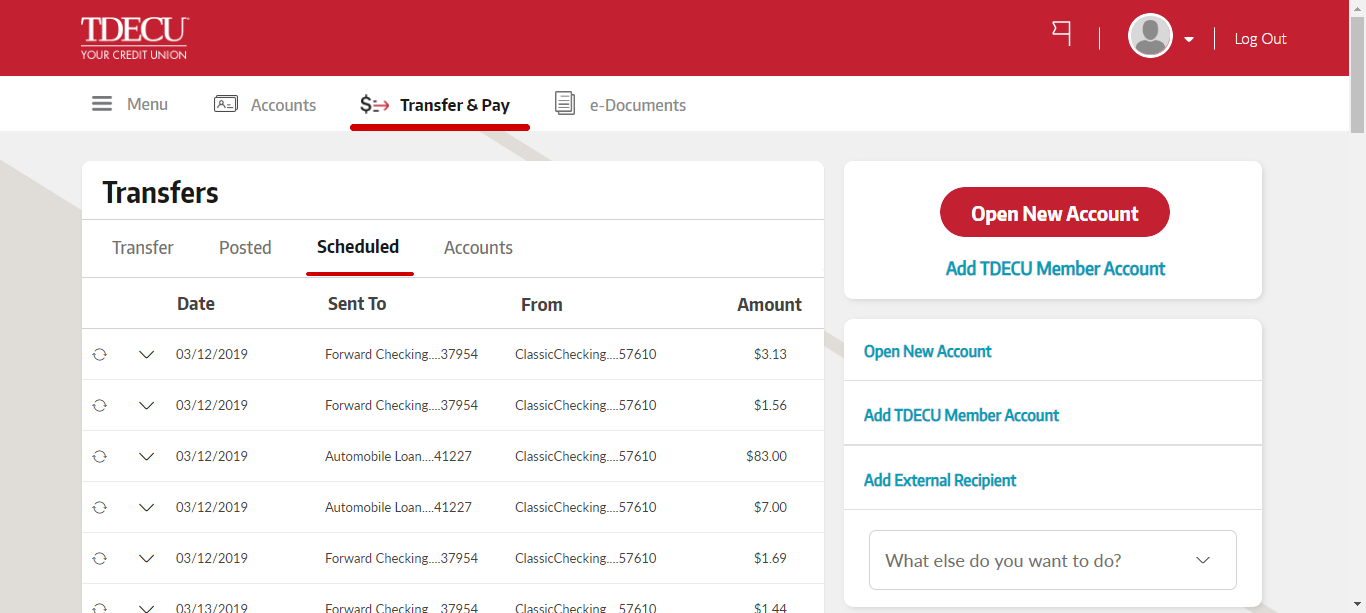 TDECU
YOUR CREDIT UNION
Log Out
Menu
Accounts
Transfer & Pay
e-Documents
Transfers
Transfer Posted Scheduled Accounts
Date Sent To From Amount
03/12/2019 Forward Checking....37954 ClassicChecking....57610 $3.13
03/12/2019 Forward Checking....37954 ClassicChecking....57610 $1.56
03/12/2019 Automobile Loan....41227 ClassicChecking....57610 $83.00
03/12/2019 Automobile Loan....41227 ClassicChecking....57610 $7.00
03/12/2019 Forward Checking....37954 ClassicChecking....57610 $1.69
03/13/2019 Forward Checking....37954 ClassicChecking....57610 $1.44
Open New Account
Add TDECU Member Account
Open New Account
Add TDECU Member Account
Add External Recipient
What else do you want to do?